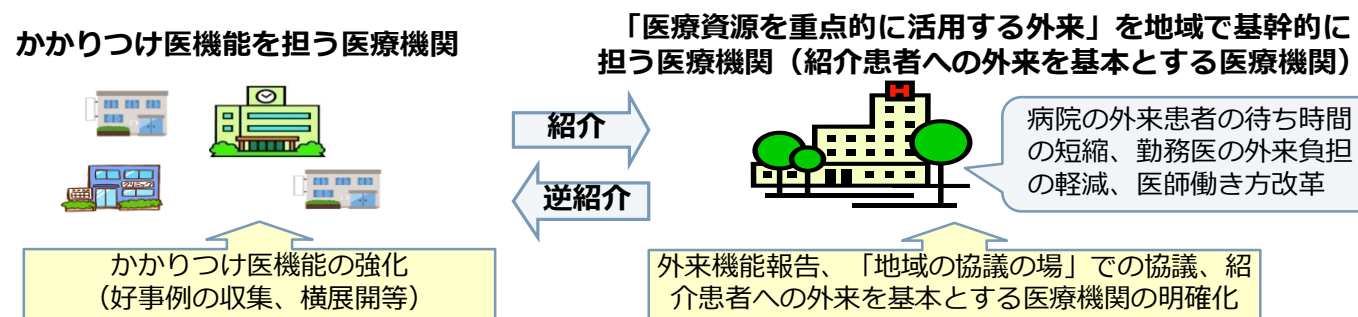 かかりつけ医機能を担う医療機関
「医療資源を重点的に活用する外来」を地域で基幹的に
担う医療機関（紹介患者への外来を基本とする医療機関）
クリニック
紹介
逆紹介
H
病院の外来患者の待ち時間
の短縮、勤務医の外来負担
の軽減、医師働き方改革
かかりつけ医機能の強化
（好事例の収集、横展開等）
外来機能報告、「地域の協議の場」での協議、紹
介患者への外来を基本とする医療機関の明確化